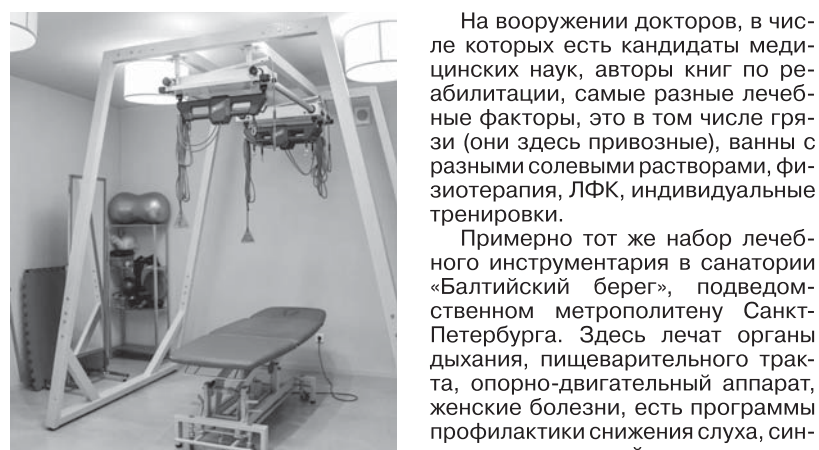 На вооружении докторов, в чис-
ле которых есть кандидаты меди-
цинских наук, авторы книг по ре-
абилитации, самые разные лечеб-
ные факторы, это в том числе гря-
зи (они здесь привозные), ванны с
разными солевыми растворами, фи-
зиотерапия, ЛФК, индивидуальные
тренировки.
Примерно тот же набор лечеб-
ного инструментария в санатории
«Балтийский берег», подведом-
ственном метрополитену Санкт-
Петербурга. Здесь лечат органы
дыхания, пищеварительного трак-
та, опорно-двигательный аппарат,
женские болезни, есть программы
профилактики снижения слуха, син-